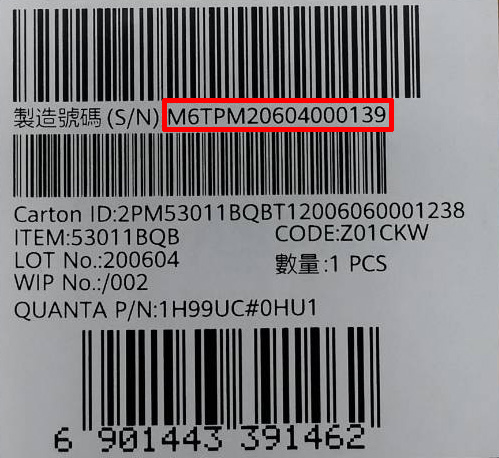 製造號碼 (S/N) M6TPM20604000139
Carton ID:2PM53011BQBT12006060001238
ITEM:53011BQB CODE:Z01CKW
LOT No.:200604 數量:1 PCS
WIP No.:/002
QUANTA P/N:1H99UC#0HU1
6 901443 391462